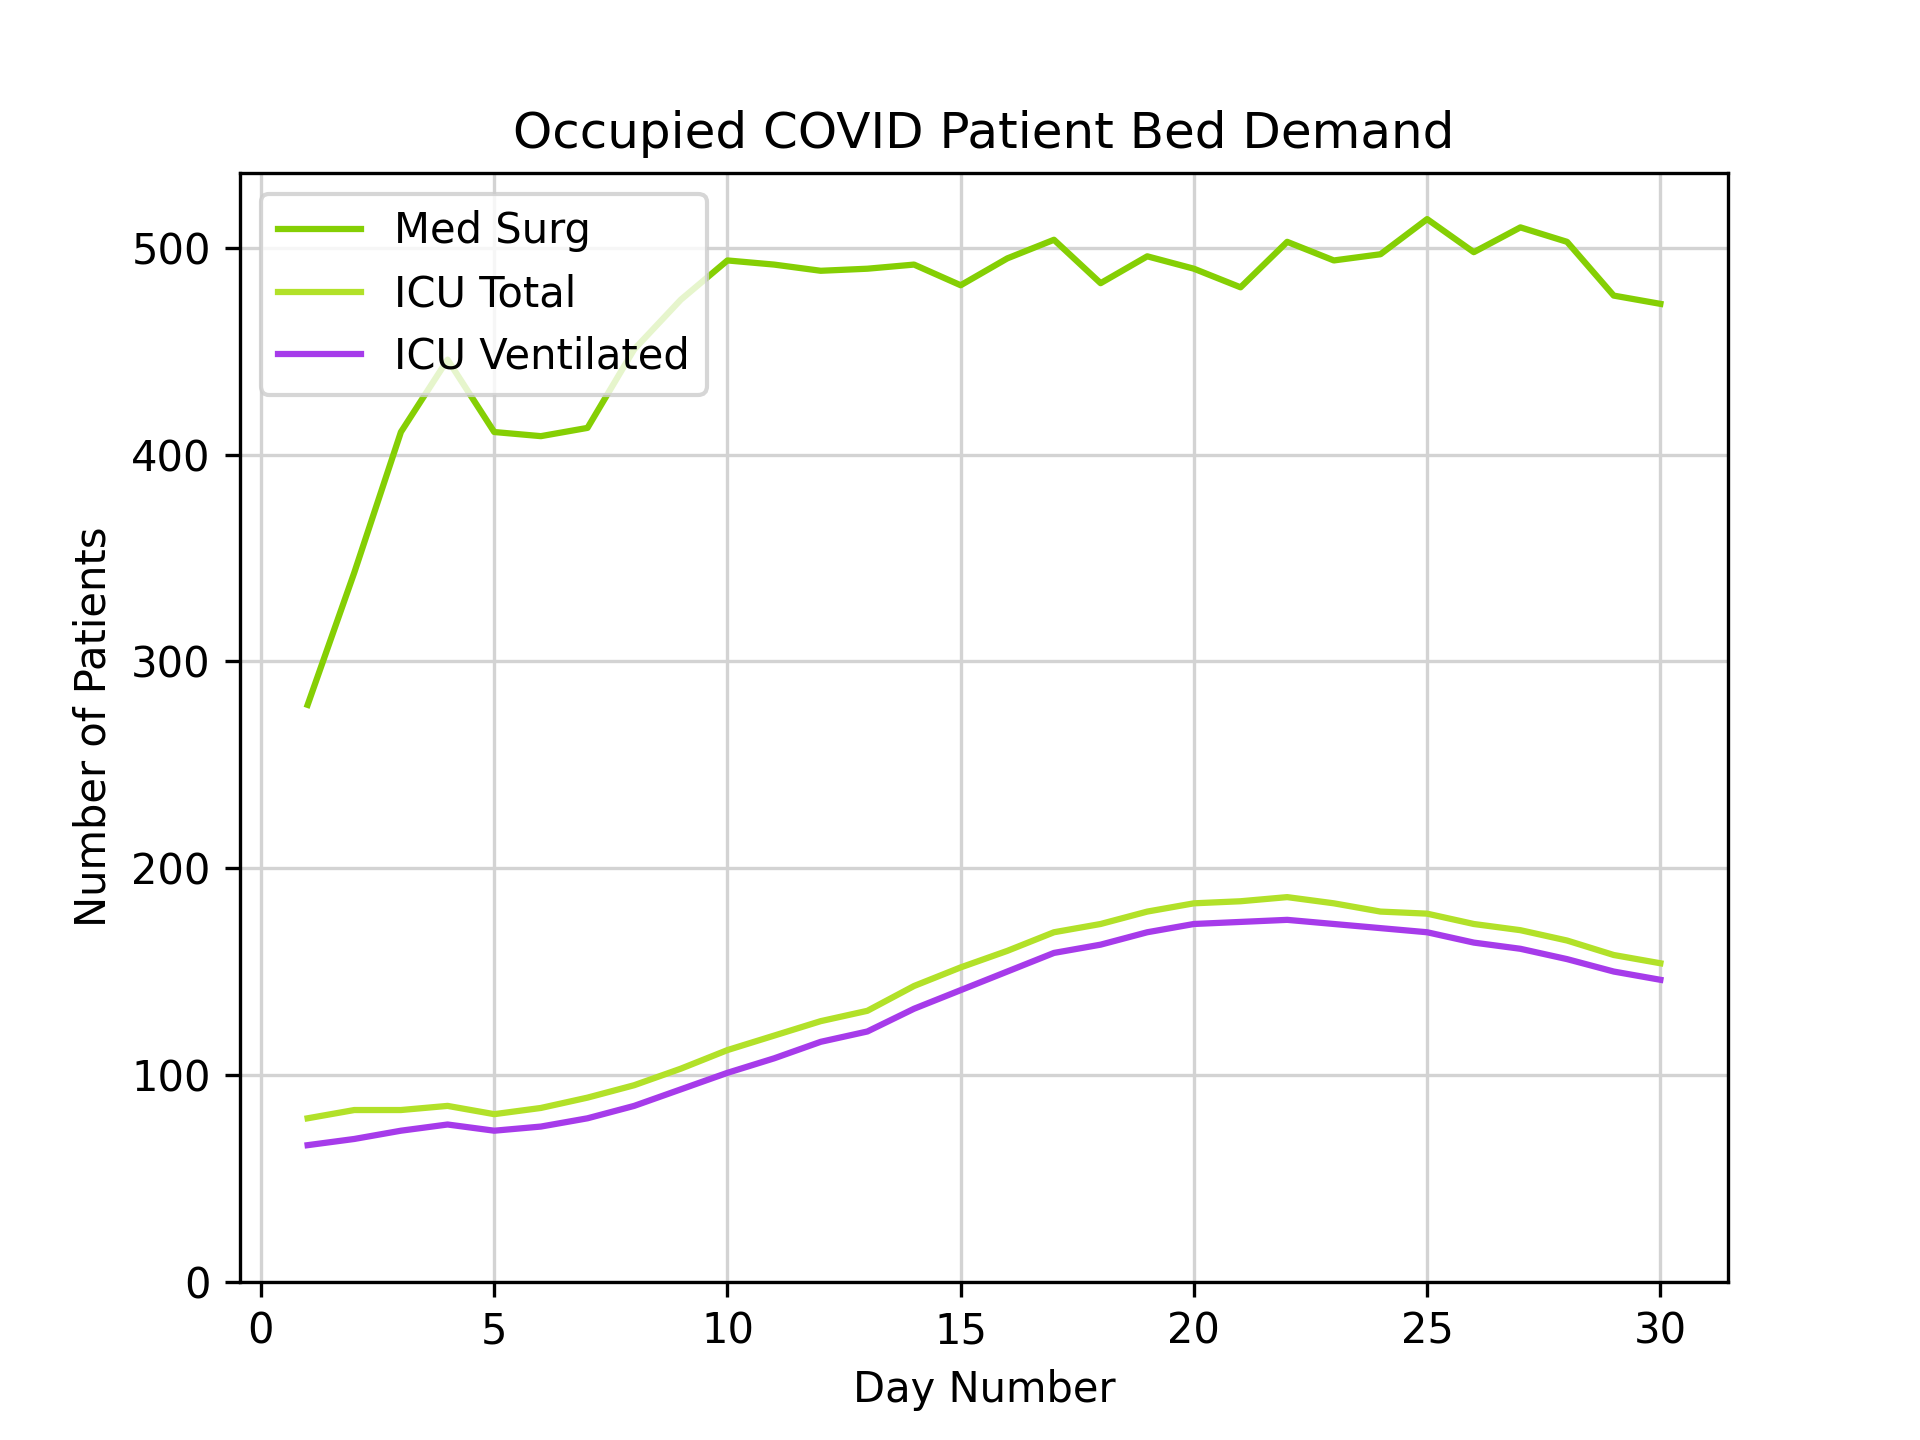 Occupied COVID Patient Bed Demand
Med Surg
ICU Total
ICU Ventilated
500
400
300
200
100
0
Number of Patients
0 5 10 15 20 25 30
Day Number